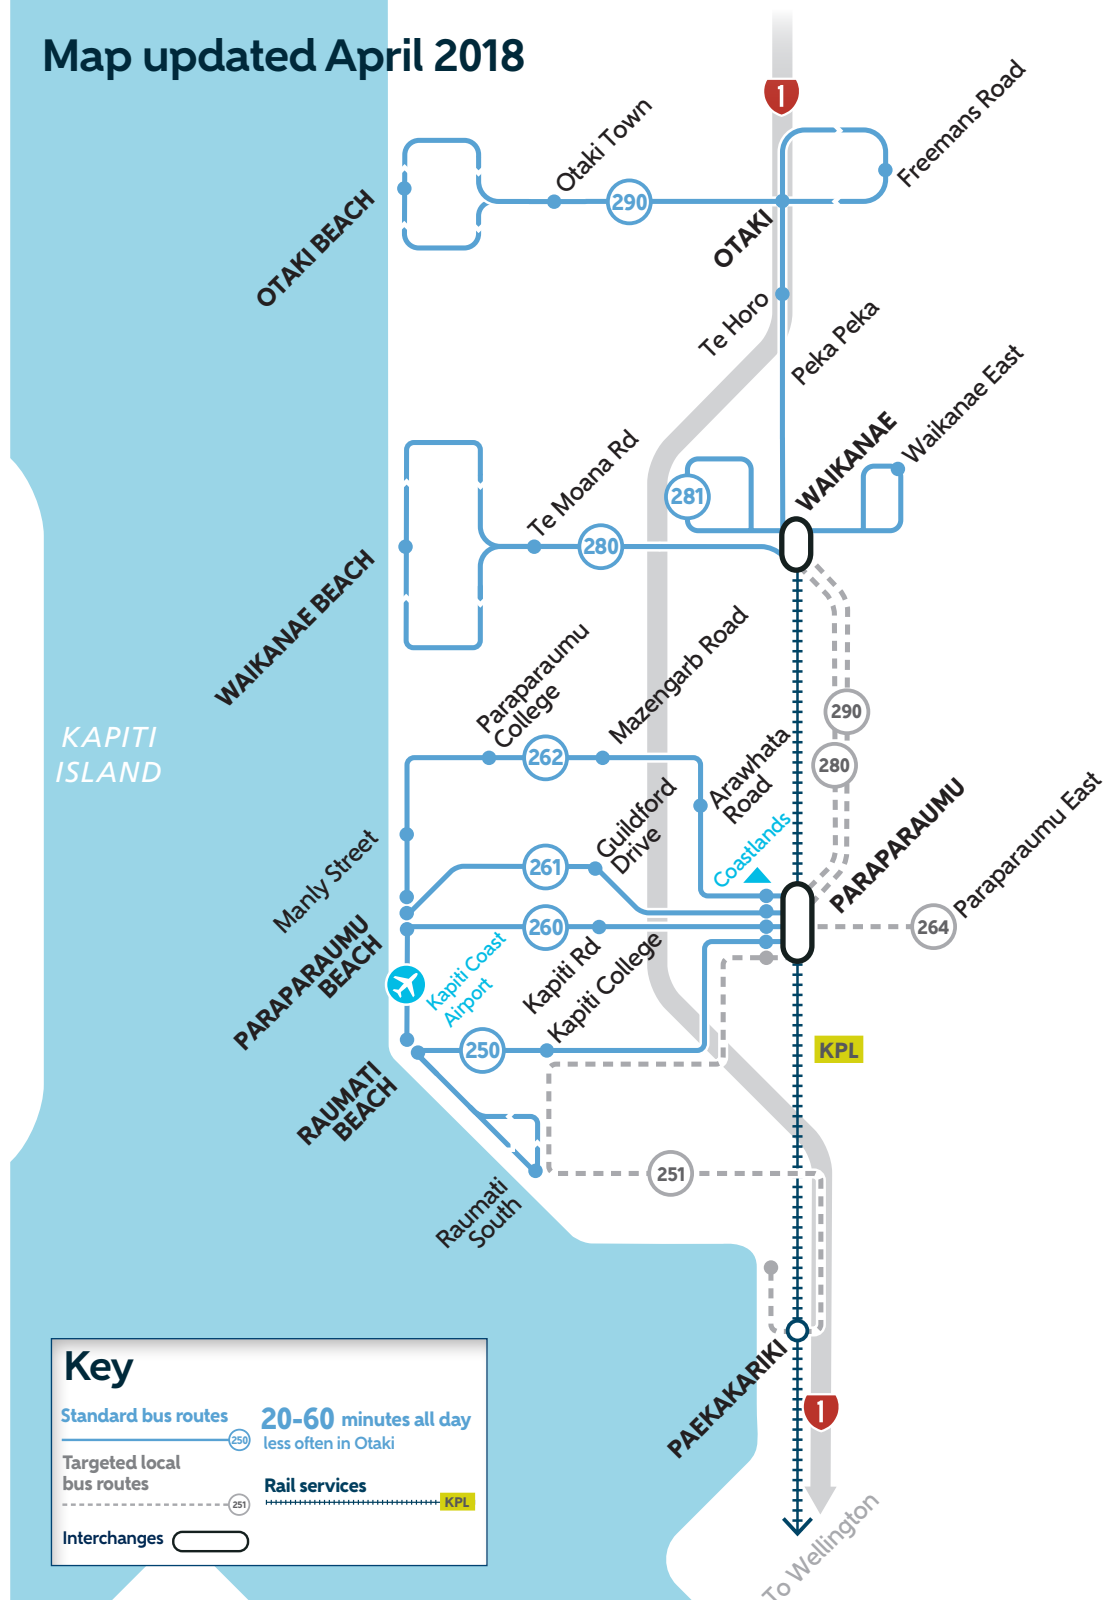 Map updated April 2018
1
Freemans Road
Otaki Town
290
OTAKI BEACH
OTAKI
Te Horo
Peka Peka
Waikanae East
WAIKANAE
281
Te Moana Rd
280
WAIKANAE BEACH
Paraparaumu
College
Mazengarb Road
290
KAPITI
ISLAND
262
280
Arawhata
Road
Guildford
Drive
Coastlands
PARAPARAUMU
Paraparaumu East
Manly Street
261
260
264
PARAPARAUMU
BEACH
Kapiti Coast
Airport
Kapiti Rd
Kapiti College
250
KPL
RAUMATI
BEACH
251
Raumati
South
PAEKAKARIKI
1
To Wellington
Key
Standard bus routes
250
20-60 minutes all day
less often in Otaki
Targeted local
bus routes
251
Rail services
KPL
Interchanges